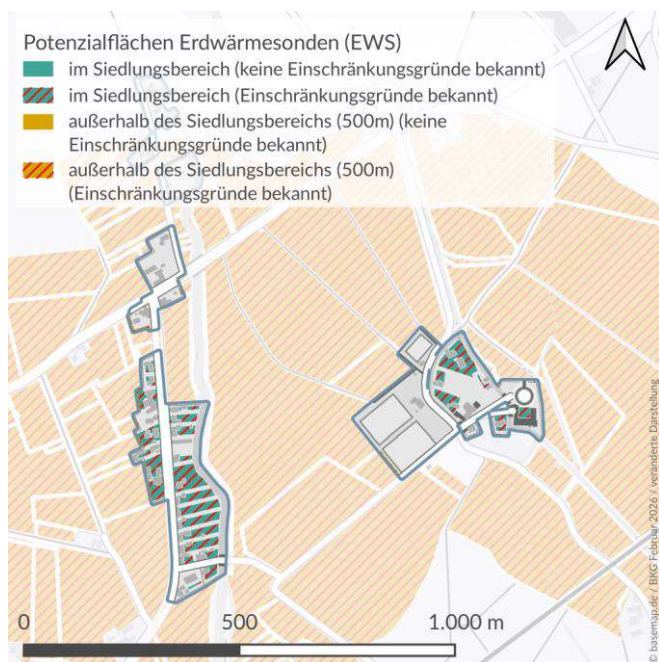 Potenzialflächen Erdwärmesonden (EWS)
im Siedlungsbereich (keine Einschränkungsgründe bekannt)
im Siedlungsbereich (Einschränkungsgründe bekannt)
außerhalb des Siedlungsbereichs (500m) (keine
Einschränkungsgründe bekannt)
außerhalb des Siedlungsbereichs (500m)
(Einschränkungsgründe bekannt)
© basemap.de / BKG Februar 2026 / veränderte Darstellung
0 500 1.000 m